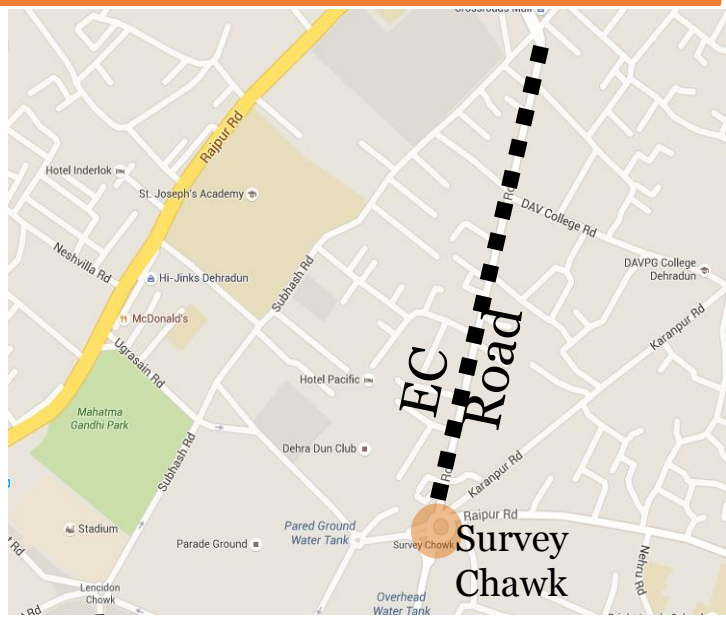 Crossroads Mall
Rajpur Rd
Hotel Inderlok
St. Joseph's Academy
Rd
DAV College Rd
Neshvilla Rd
Hi-Jinks Dehradun
Subhash Rd
DAVPG College
Dehradun
McDonald's
Karanpur Rd
Ugrasain Rd
EC
Road
Hotel Pacific
Mahatma
Gandhi Park
Dehra Dun Club
Subhash Rd
Rd
Karanpur Rd
Raipur Rd
Stadium
Pared Ground
Water Tank
Parade Ground
Survey Chowk
Survey
Chawk
Nehru Rd
Lencidon
Chowk
Overhead
Water Tank
Rd